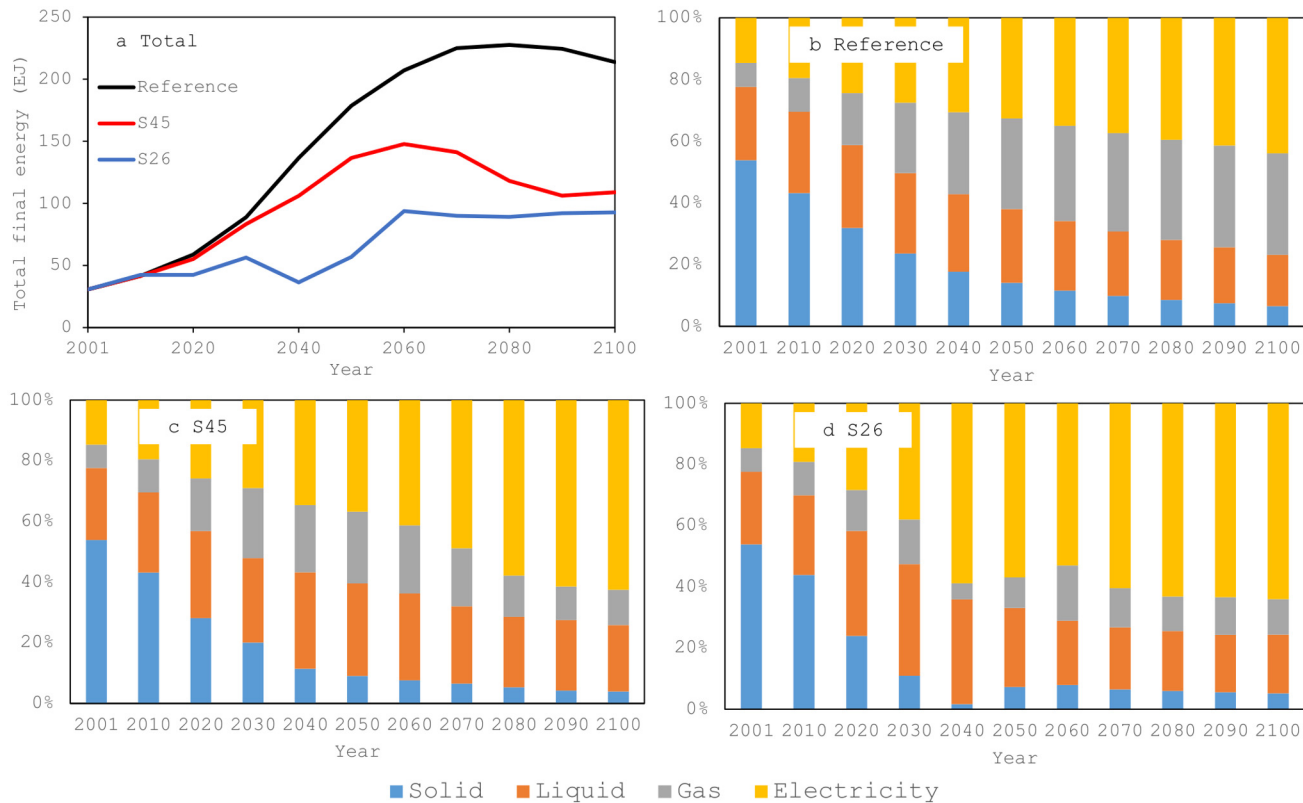 250
a Total
200
Reference
150
S45
S26
100
50
0
Total final energy (EJ)
2001 2020 2040 2060 2080 2100
Year
100%
b Reference
80%
60%
40%
20%
0%
2001 2010 2020 2030 2040 2050 2060 2070 2080 2090 2100
Year
100%
c S45
80%
60%
40%
20%
0%
2001 2010 2020 2030 2040 2050 2060 2070 2080 2090 2100
Year
100%
d S26
80%
60%
40%
20%
0%
2001 2010 2020 2030 2040 2050 2060 2070 2080 2090 2100
Year
Solid Liquid Gas Electricity